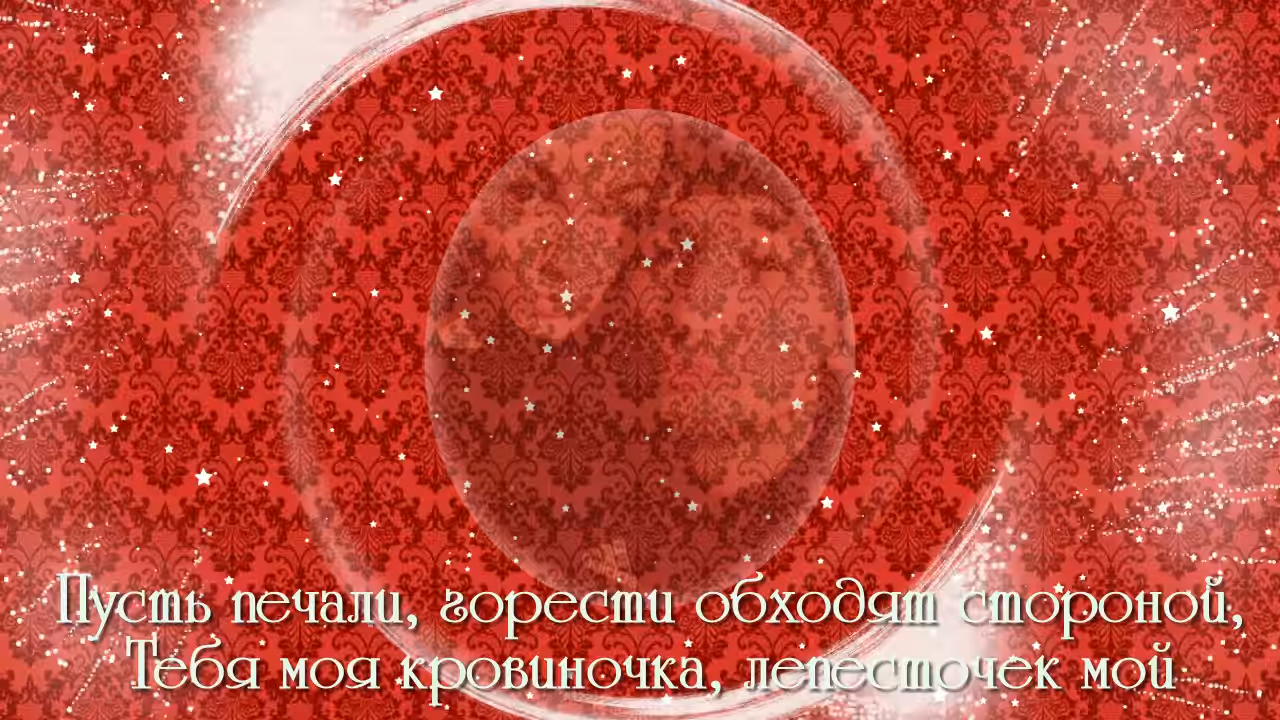 Пусть печали, горести обходят стороной,
Тебя моя кровиночка, лепесточек мой